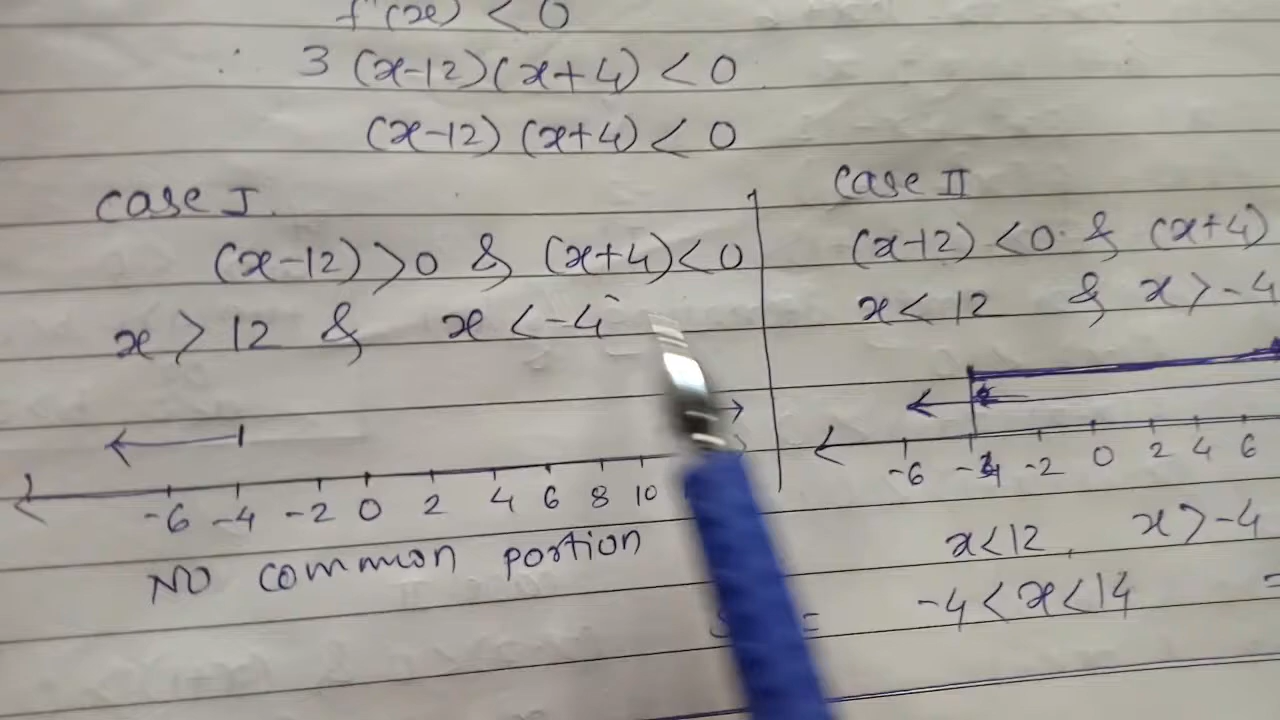 f'(x) < 0
∴ 3 (x-12)(x+4) < 0
(x-12) (x+4) < 0
case I.
(x-12) > 0 & (x+4) < 0
x > 12 & x < -4
-6 -4 -2 0 2 4 6 8 10
NO common portion
case II
(x-12) < 0 & (x+4)
x < 12 & x > -4
-6 -4 -2 0 2 4 6
x < 12, x > -4
= -4 < x < 14 =